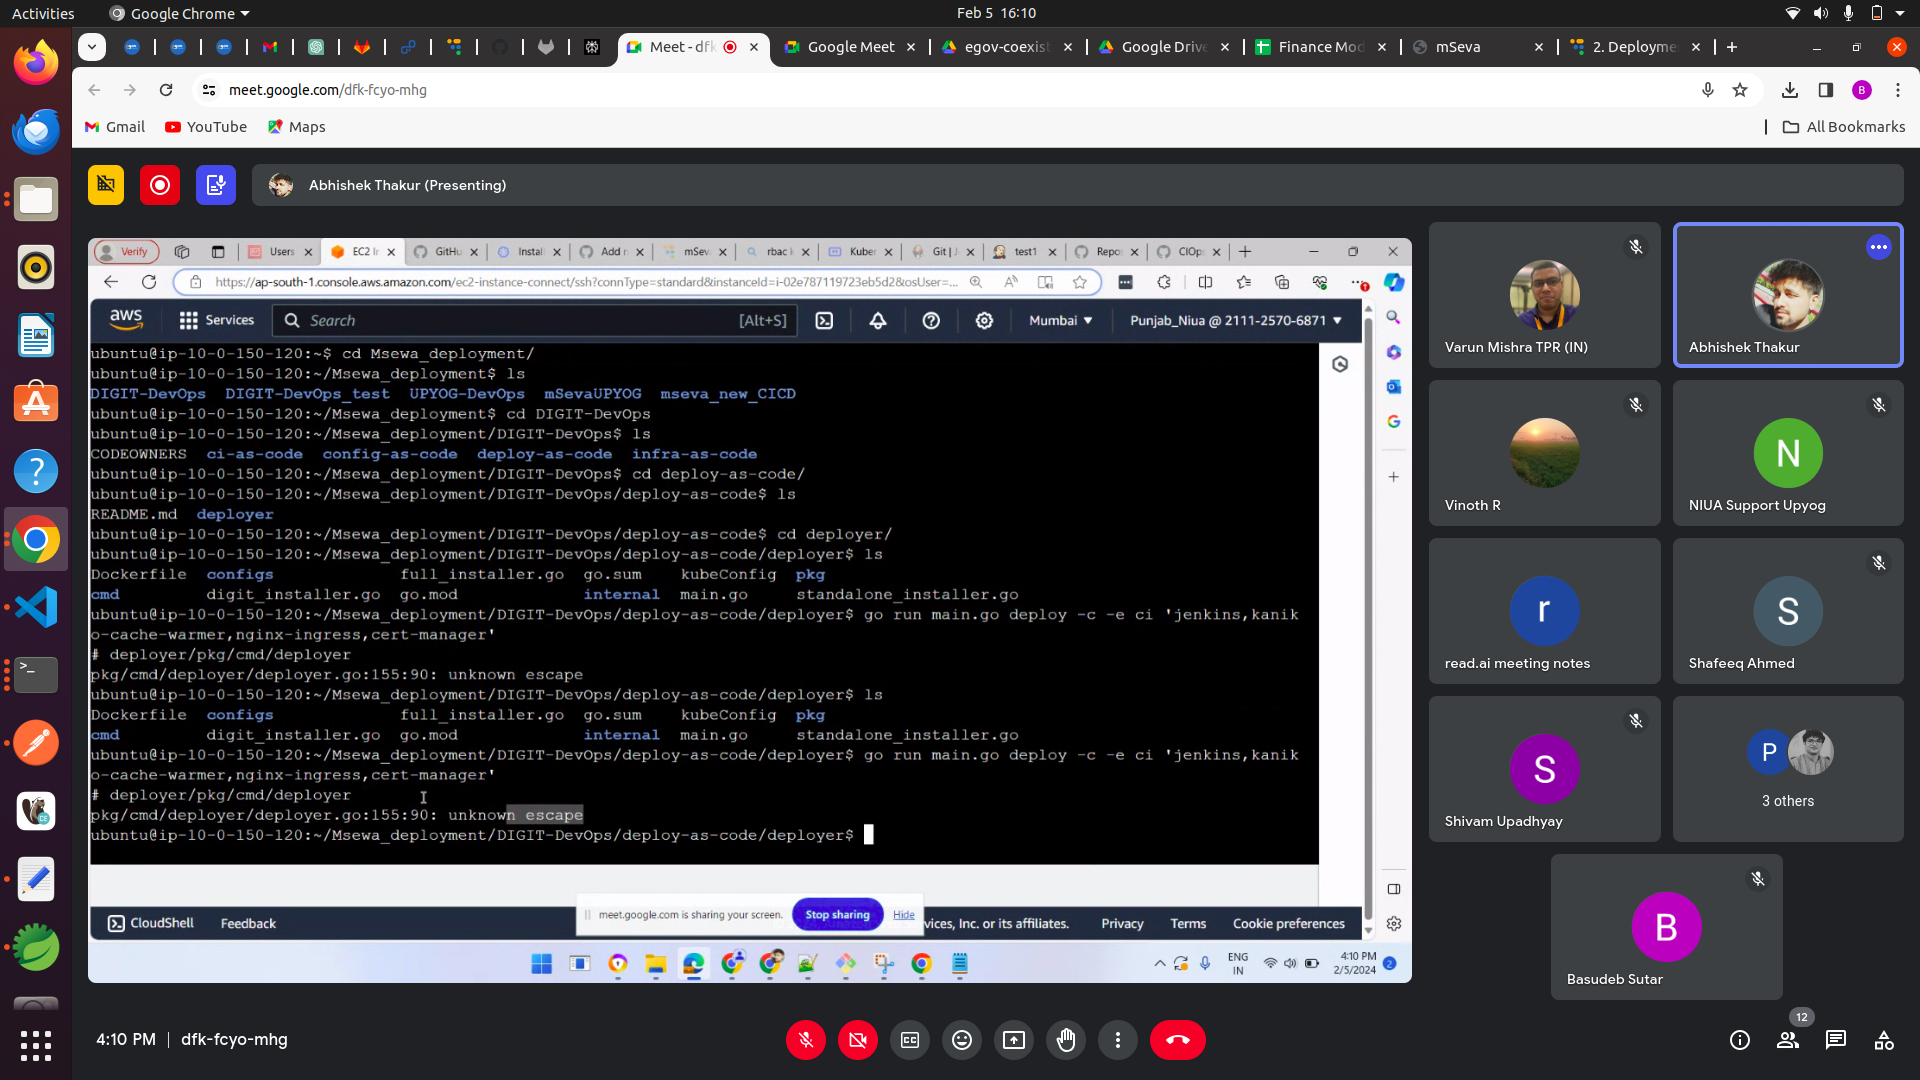 Activities
Google Chrome
Feb 5 16:10
Meet - dfk
Google Meet
egov-coexist
Google Drive
Finance Mod
mSeva
2. Deployme
meet.google.com/dfk-fcyo-mhg
B
Gmail
YouTube
Maps
All Bookmarks
Abhishek Thakur (Presenting)
Verify
Users
EC2 Ir
GitHu
Install
Add n
mSev
rbac k
Kuber
Git | J
test1
Repos
CIOp
https://ap-south-1.console.aws.amazon.com/ec2-instance-connect/ssh?connType=standard&instanceId=i-02e787119723eb5d2&osUser=...
aws
Services
Search
[Alt+S]
Mumbai
Punjab_Niua @ 2111-2570-6871
ubuntu@ip-10-0-150-120:~$ cd Msewa_deployment/
ubuntu@ip-10-0-150-120:~/Msewa_deployment$ ls
DIGIT-DevOps DIGIT-DevOps_test UPYOG-DevOps mSevaUPYOG mseva_new_CICD
ubuntu@ip-10-0-150-120:~/Msewa_deployment$ cd DIGIT-DevOps
ubuntu@ip-10-0-150-120:~/Msewa_deployment/DIGIT-DevOps$ ls
CODEOWNERS ci-as-code config-as-code deploy-as-code infra-as-code
ubuntu@ip-10-0-150-120:~/Msewa_deployment/DIGIT-DevOps$ cd deploy-as-code/
ubuntu@ip-10-0-150-120:~/Msewa_deployment/DIGIT-DevOps/deploy-as-code$ ls
README.md deployer
ubuntu@ip-10-0-150-120:~/Msewa_deployment/DIGIT-DevOps/deploy-as-code$ cd deployer/
ubuntu@ip-10-0-150-120:~/Msewa_deployment/DIGIT-DevOps/deploy-as-code/deployer$ ls
Dockerfile configs full_installer.go go.sum kubeConfig pkg
cmd digit_installer.go go.mod internal main.go standalone_installer.go
ubuntu@ip-10-0-150-120:~/Msewa_deployment/DIGIT-DevOps/deploy-as-code/deployer$ go run main.go deploy -c -e ci 'jenkins,kanik
o-cache-warmer,nginx-ingress,cert-manager'
# deployer/pkg/cmd/deployer
pkg/cmd/deployer/deployer.go:155:90: unknown escape
ubuntu@ip-10-0-150-120:~/Msewa_deployment/DIGIT-DevOps/deploy-as-code/deployer$ ls
Dockerfile configs full_installer.go go.sum kubeConfig pkg
cmd digit_installer.go go.mod internal main.go standalone_installer.go
ubuntu@ip-10-0-150-120:~/Msewa_deployment/DIGIT-DevOps/deploy-as-code/deployer$ go run main.go deploy -c -e ci 'jenkins,kanik
o-cache-warmer,nginx-ingress,cert-manager'
# deployer/pkg/cmd/deployer
pkg/cmd/deployer/deployer.go:155:90: unknown escape
ubuntu@ip-10-0-150-120:~/Msewa_deployment/DIGIT-DevOps/deploy-as-code/deployer$
CloudShell
Feedback
meet.google.com is sharing your screen.
Stop sharing
Hide
vices, Inc. or its affiliates.
Privacy
Terms
Cookie preferences
ENG
IN
4:10 PM
2/5/2024
2
Varun Mishra TPR (IN)
Abhishek Thakur
Vinoth R
N
NIUA Support Upyog
r
read.ai meeting notes
S
Shafeeq Ahmed
S
Shivam Upadhyay
P
3 others
B
Basudeb Sutar
4:10 PM
dfk-fcyo-mhg
12